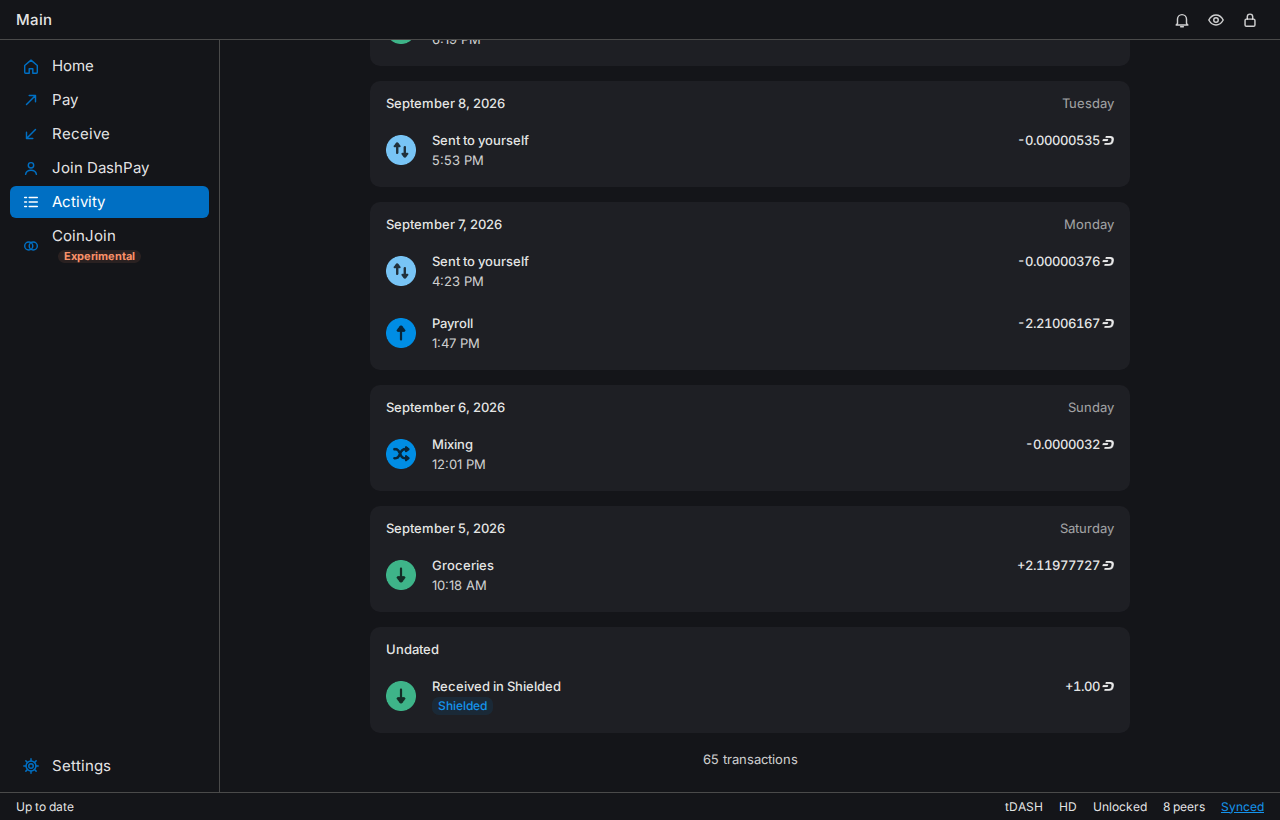 Main
Home
Pay
Receive
Join DashPay
Activity
CoinJoin
Experimental
Settings
6:19 PM
September 8, 2026 Tuesday
Sent to yourself -0.00000535
5:53 PM
September 7, 2026 Monday
Sent to yourself -0.00000376
4:23 PM
Payroll -2.21006167
1:47 PM
September 6, 2026 Sunday
Mixing -0.0000032
12:01 PM
September 5, 2026 Saturday
Groceries +2.11977727
10:18 AM
Undated
Received in Shielded +1.00
Shielded
65 transactions
Up to date tDASH HD Unlocked 8 peers Synced